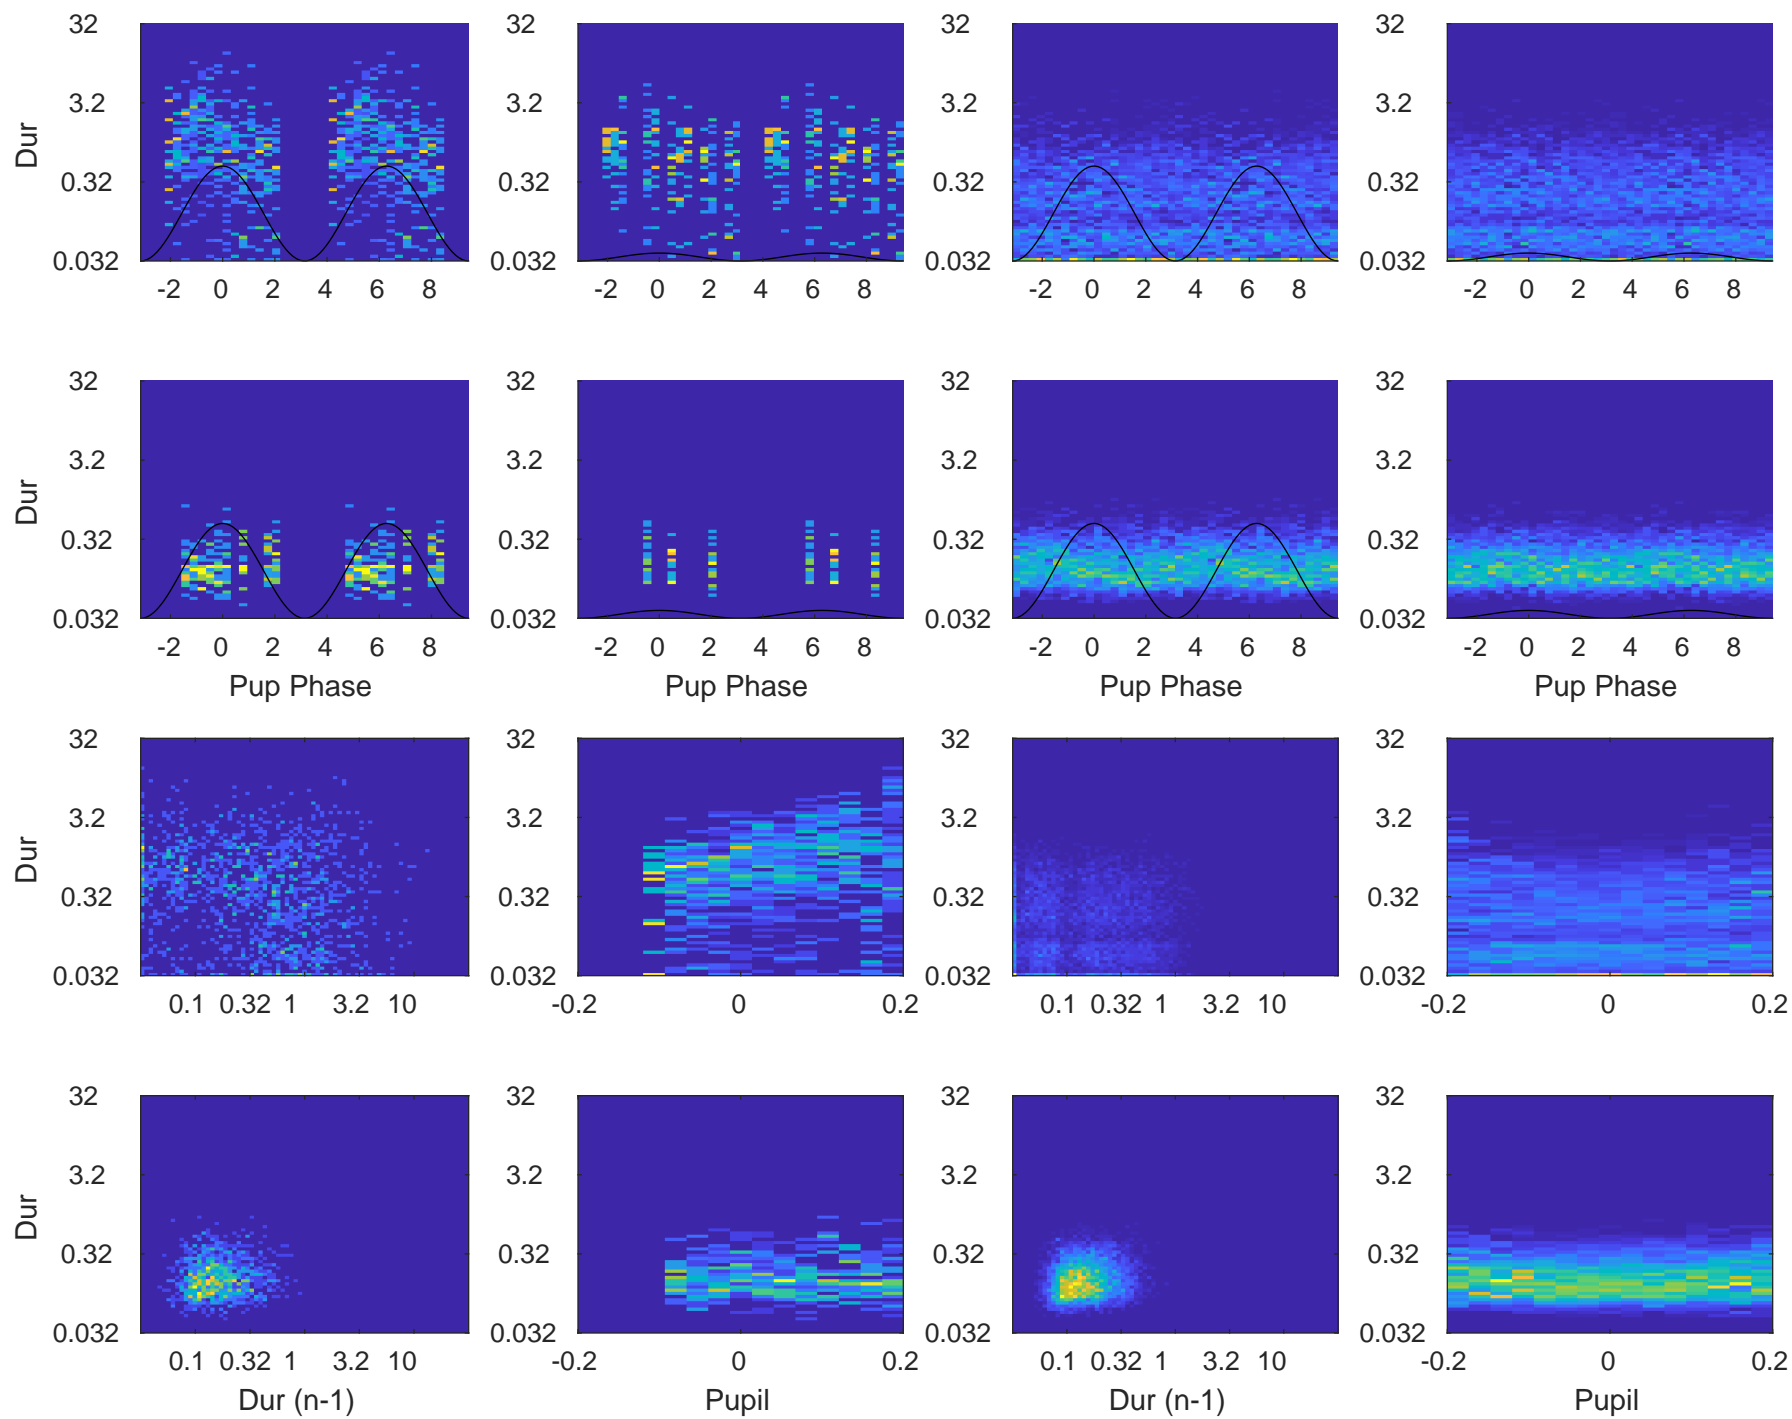 32 32 32 32
Dur 3.2 3.2 3.2 3.2
0.32 0.32 0.32 0.32
0.032 0.032 0.032 0.032
-2 0 2 4 6 8 -2 0 2 4 6 8 -2 0 2 4 6 8 -2 0 2 4 6 8
32 32 32 32
Dur 3.2 3.2 3.2 3.2
0.32 0.32 0.32 0.32
0.032 0.032 0.032 0.032
-2 0 2 4 6 8 -2 0 2 4 6 8 -2 0 2 4 6 8 -2 0 2 4 6 8
Pup Phase Pup Phase Pup Phase Pup Phase
32 32 32 32
Dur 3.2 3.2 3.2 3.2
0.32 0.32 0.32 0.32
0.032 0.032 0.032 0.032
0.1 0.32 1 3.2 10 -0.2 0 0.2 0.1 0.32 1 3.2 10 -0.2 0 0.2
32 32 32 32
Dur 3.2 3.2 3.2 3.2
0.32 0.32 0.32 0.32
0.032 0.032 0.032 0.032
0.1 0.32 1 3.2 10 -0.2 0 0.2 0.1 0.32 1 3.2 10 -0.2 0 0.2
Dur (n-1) Pupil Dur (n-1) Pupil